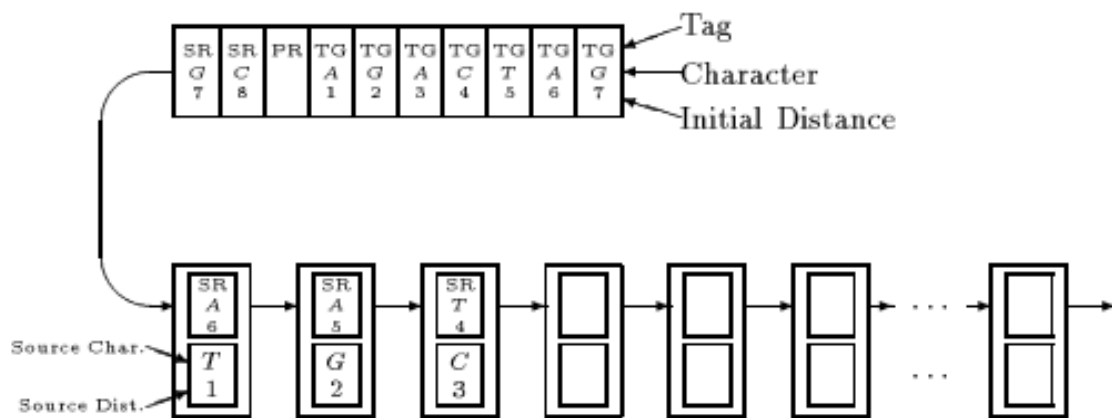 SR SR PR TG TG TG TG TG TG TG
G C A G A C T A G
7 8 1 2 3 4 5 6 7
Tag
Character
Initial Distance
SR SR SR
A A T
6 5 4
Source Char.
T G C
1 2 3
Source Dist.
. . .
. . .